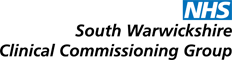 NHS
South Warwickshire
Clinical Commissioning Group